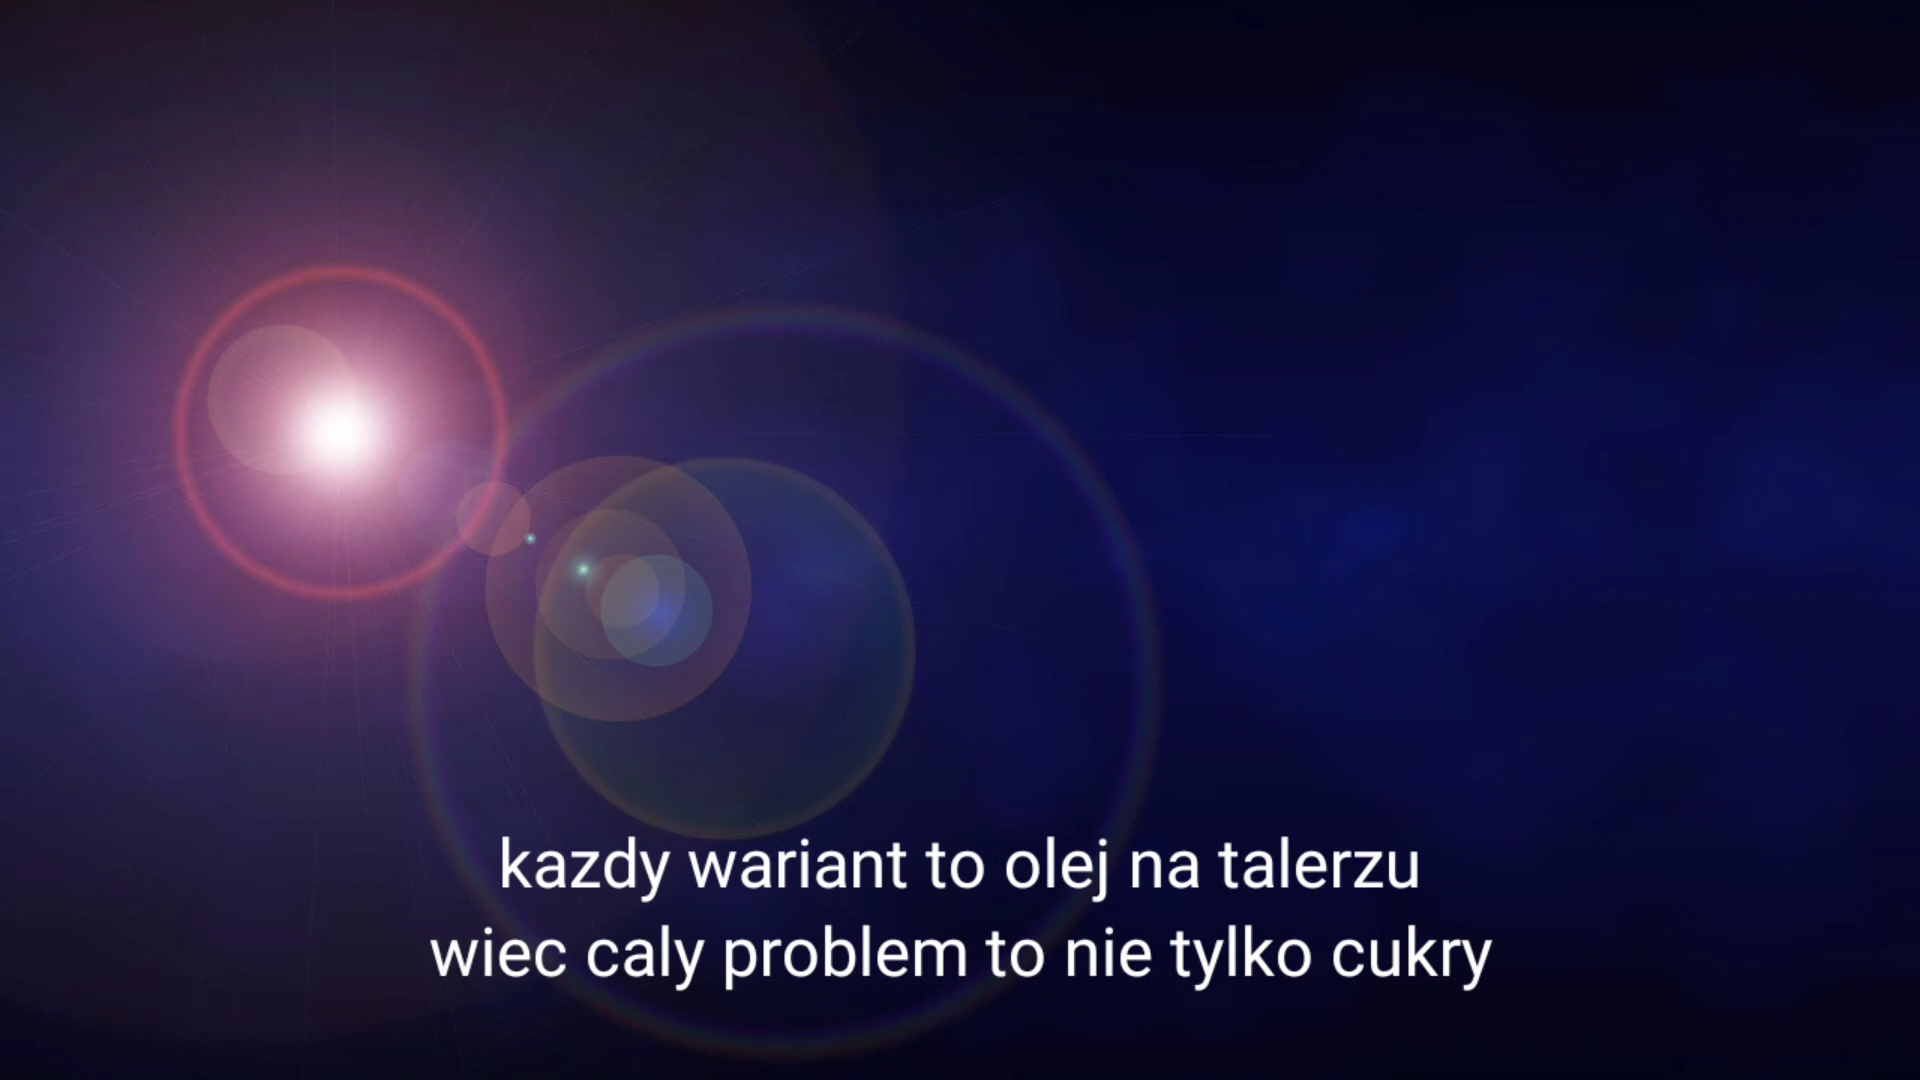 kazdy wariant to olej na talerzu
wiec caly problem to nie tylko cukry